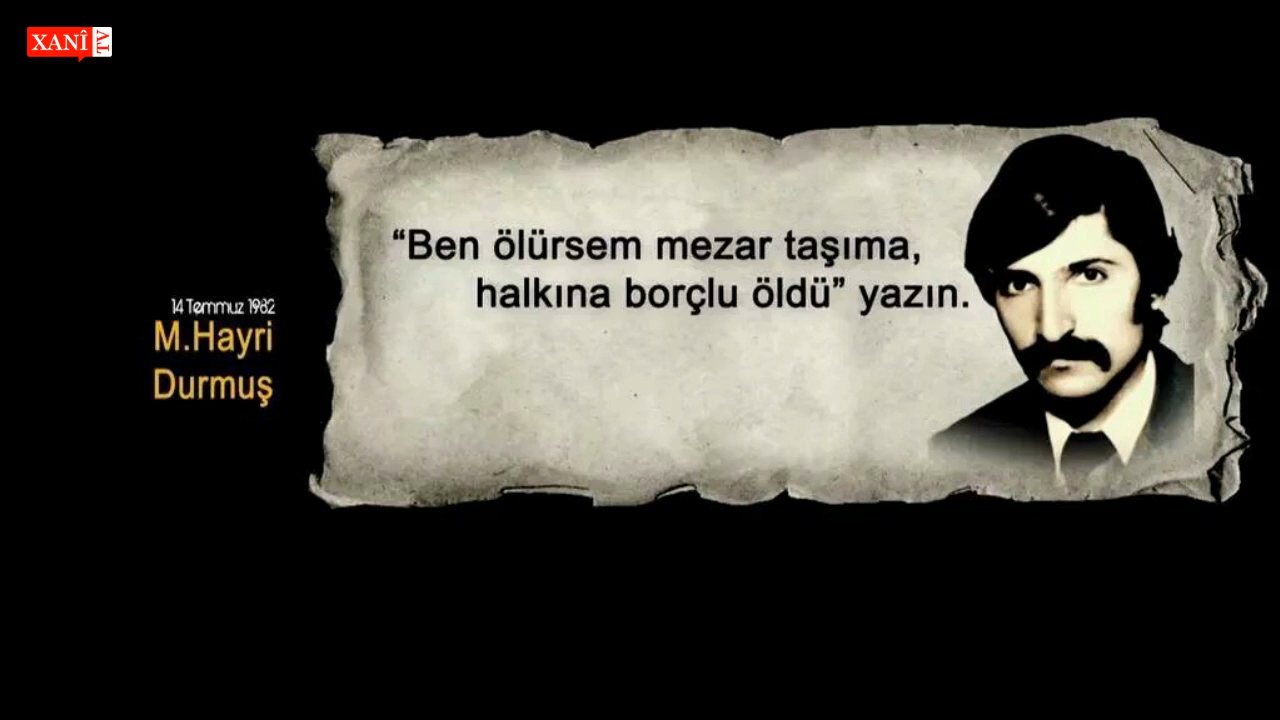 XANÎ TV
“Ben ölürsem mezar taşıma,
halkına borçlu öldü” yazın.
14 Temmuz 1982
M.Hayri
Durmuş